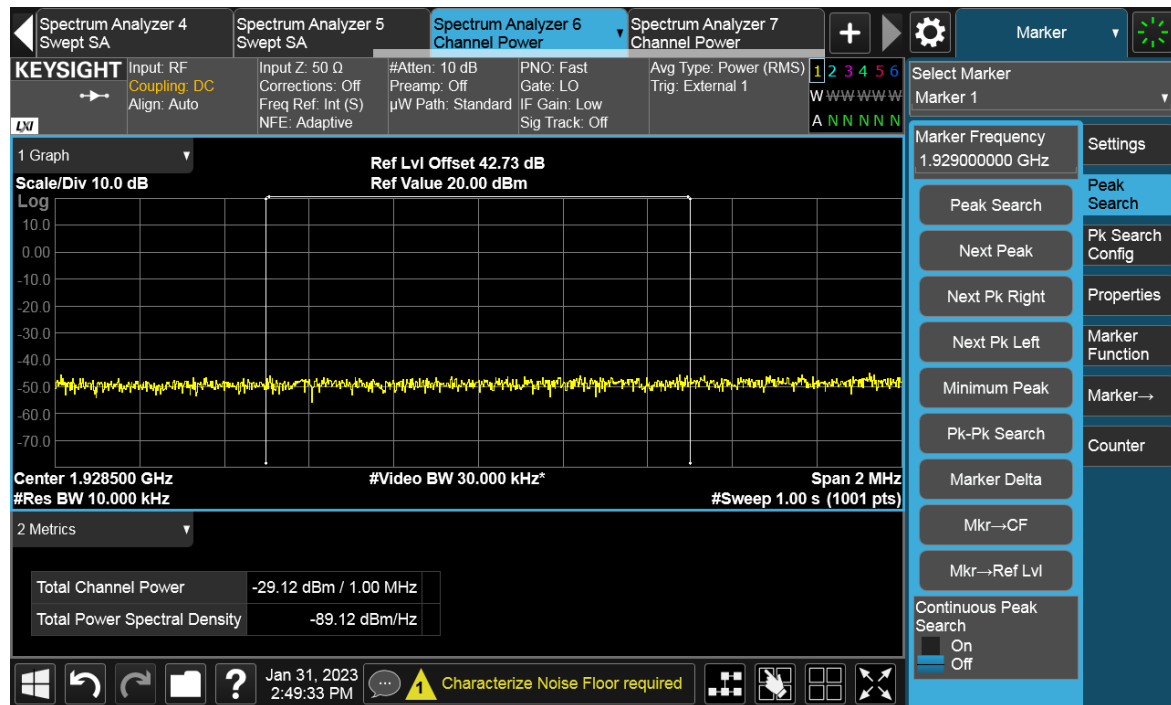 Spectrum Analyzer 4
Swept SA
Spectrum Analyzer 5
Swept SA
Spectrum Analyzer 6
Channel Power
Spectrum Analyzer 7
Channel Power
+
Marker
KEYSIGHT
LXI
Input: RF
Coupling: DC
Align: Auto
Input Z: 50 Ω
Corrections: Off
Freq Ref: Int (S)
NFE: Adaptive
#Atten: 10 dB
Preamp: Off
µW Path: Standard
PNO: Fast
Gate: LO
IF Gain: Low
Sig Track: Off
Avg Type: Power (RMS)
Trig: External 1
1 2 3 4 5 6
W W W W W W
A N N N N N
Select Marker
Marker 1
Marker Frequency
1.929000000 GHz
Peak Search
Next Peak
Next Pk Right
Next Pk Left
Minimum Peak
Pk-Pk Search
Marker Delta
Mkr→CF
Mkr→Ref Lvl
Continuous Peak
Search
On
Off
Settings
Peak
Search
Pk Search
Config
Properties
Marker
Function
Marker→
Counter
1 Graph
Scale/Div 10.0 dB
Ref Lvl Offset 42.73 dB
Ref Value 20.00 dBm
Log
10.0
0.00
-10.0
-20.0
-30.0
-40.0
-50.0
-60.0
-70.0
Center 1.928500 GHz
#Res BW 10.000 kHz
#Video BW 30.000 kHz*
Span 2 MHz
#Sweep 1.00 s (1001 pts)
2 Metrics
Total Channel Power -29.12 dBm / 1.00 MHz
Total Power Spectral Density -89.12 dBm/Hz
?
Jan 31, 2023
2:49:33 PM
1
Characterize Noise Floor required